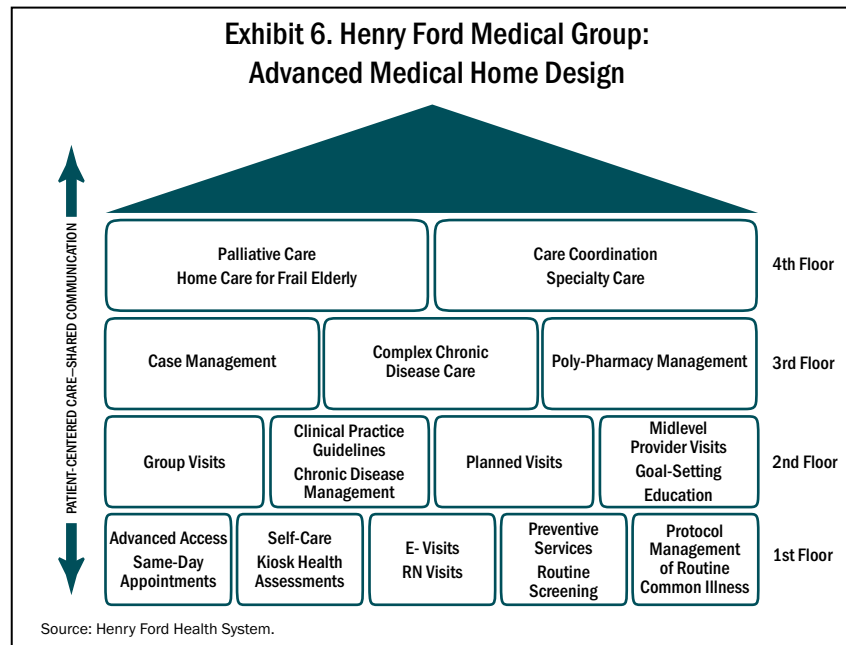 Exhibit 6. Henry Ford Medical Group:
Advanced Medical Home Design
PATIENT-CENTERED CARE—SHARED COMMUNICATION
Palliative Care
Home Care for Frail Elderly
Care Coordination
Specialty Care
4th Floor
Case Management
Complex Chronic
Disease Care
Poly-Pharmacy Management
3rd Floor
Group Visits
Clinical Practice
Guidelines
Chronic Disease
Management
Planned Visits
Midlevel
Provider Visits
Goal-Setting
Education
2nd Floor
Advanced Access
Same-Day
Appointments
Self-Care
Kiosk Health
Assessments
E- Visits
RN Visits
Preventive
Services
Routine
Screening
Protocol
Management
of Routine
Common Illness
1st Floor
Source: Henry Ford Health System.